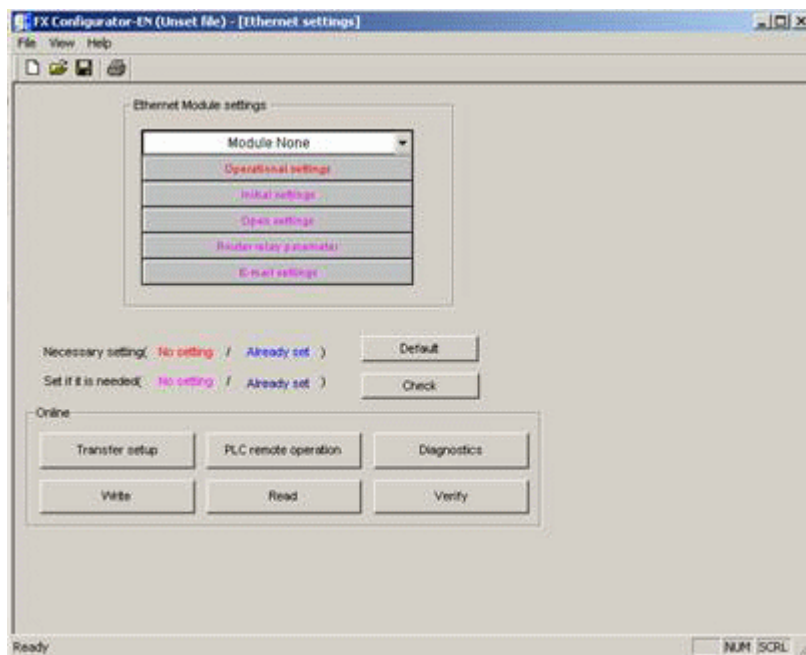 FX Configurator-EN (Unset file) - [Ethernet settings]
File View Help
Ethernet Module settings
Module None
Operational settings
Initial settings
Open settings
Router relay parameter
E-mail settings
Necessary setting( No setting / Already set ) Default
Set if it is needed( No setting / Already set ) Check
Online
Transfer setup PLC remote operation Diagnostics
Write Read Verify
Ready NUM SCRL